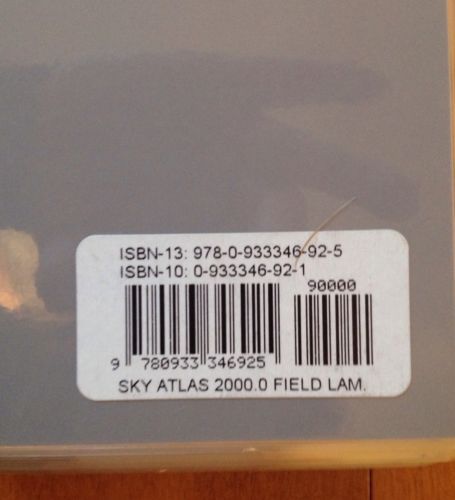 ISBN-13: 978-0-933346-92-5
ISBN-10: 0-933346-92-1
90000
9 780933 346925
SKY ATLAS 2000.0 FIELD LAM.